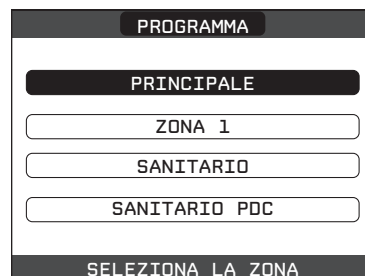 PROGRAMMA
PRINCIPALE
ZONA 1
SANITARIO
SANITARIO PDC
SELEZIONA LA ZONA